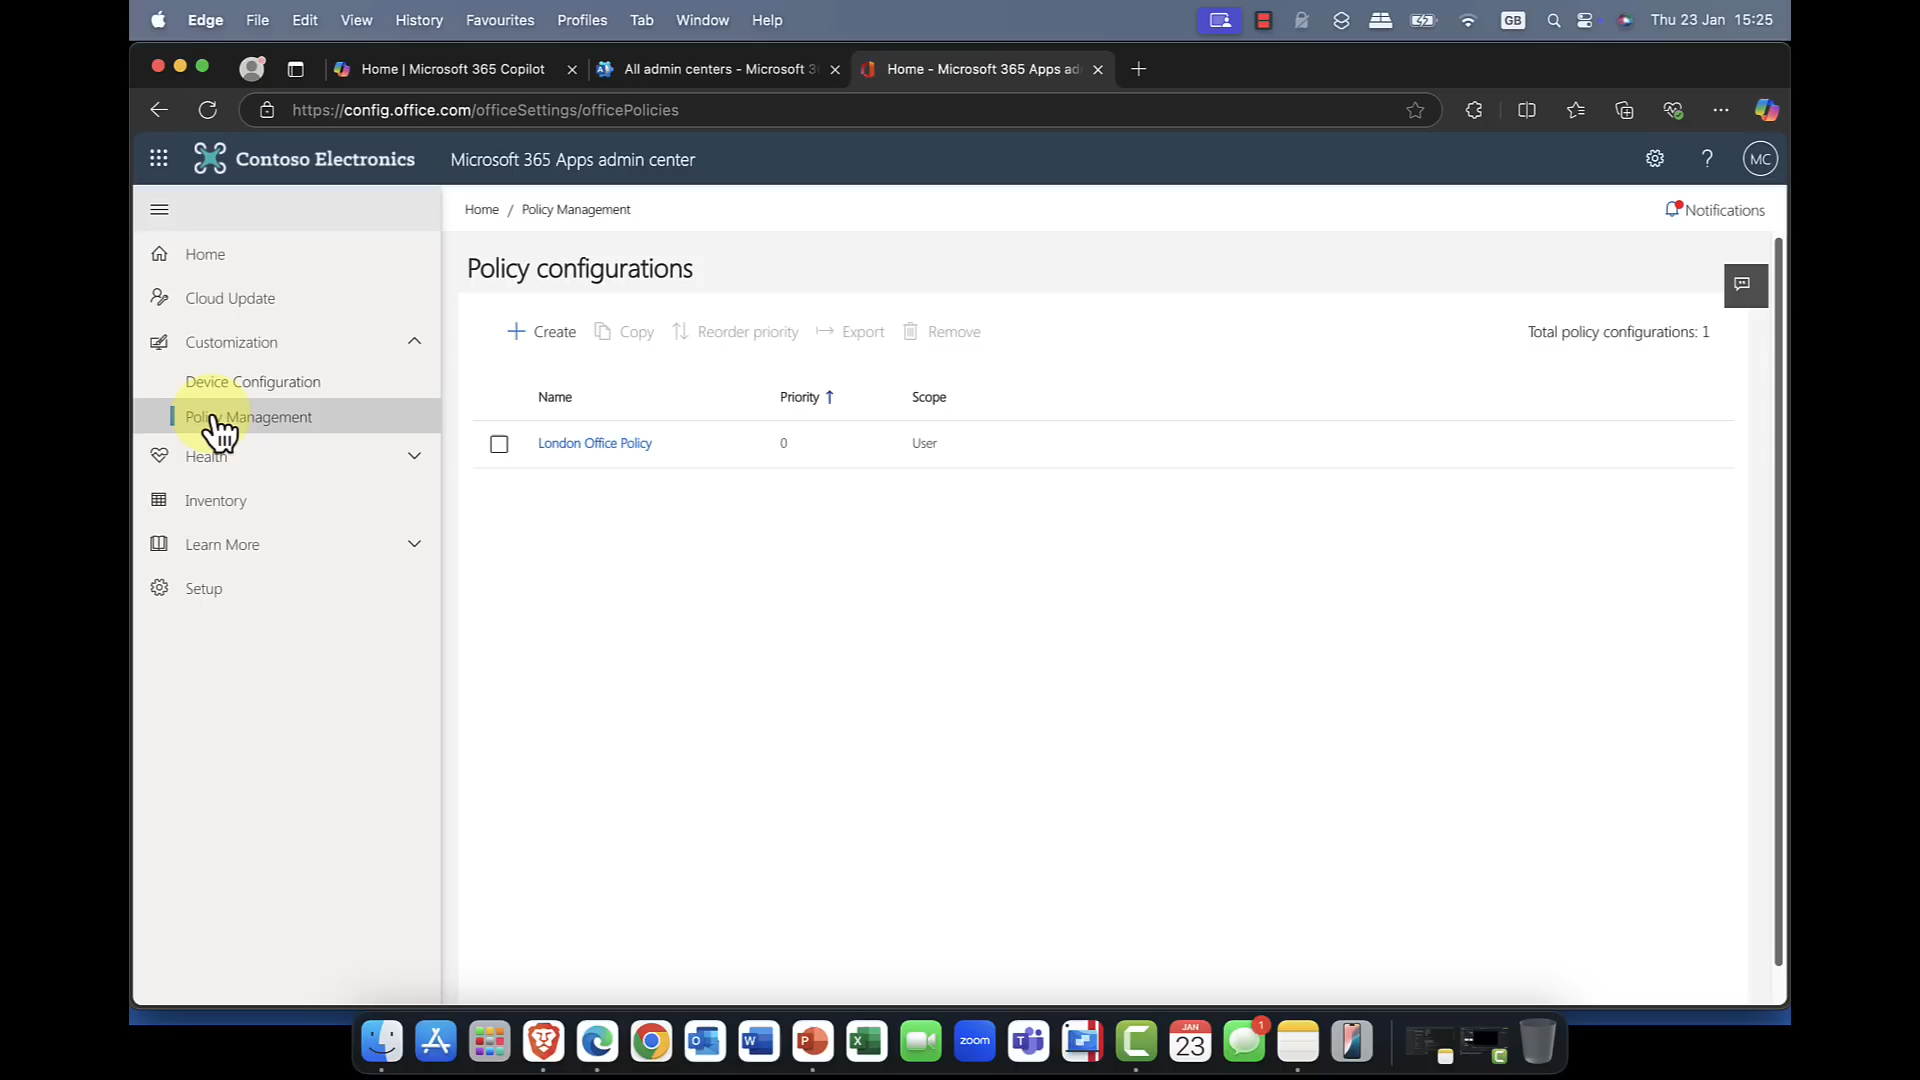 Edge File Edit View History Favourites Profiles Tab Window Help GB Thu 23 Jan 15:25
Home | Microsoft 365 Copilot All admin centers - Microsoft 3 Home - Microsoft 365 Apps ad
https://config.office.com/officeSettings/officePolicies
Contoso Electronics Microsoft 365 Apps admin center ? MC
Home / Policy Management Notifications
Home
Cloud Update
Customization
Device Configuration
Policy Management
Health
Inventory
Learn More
Setup
Policy configurations
Create Copy Reorder priority Export Remove Total policy configurations: 1
Name Priority Scope
London Office Policy 0 User
JAN
23
zoom
1